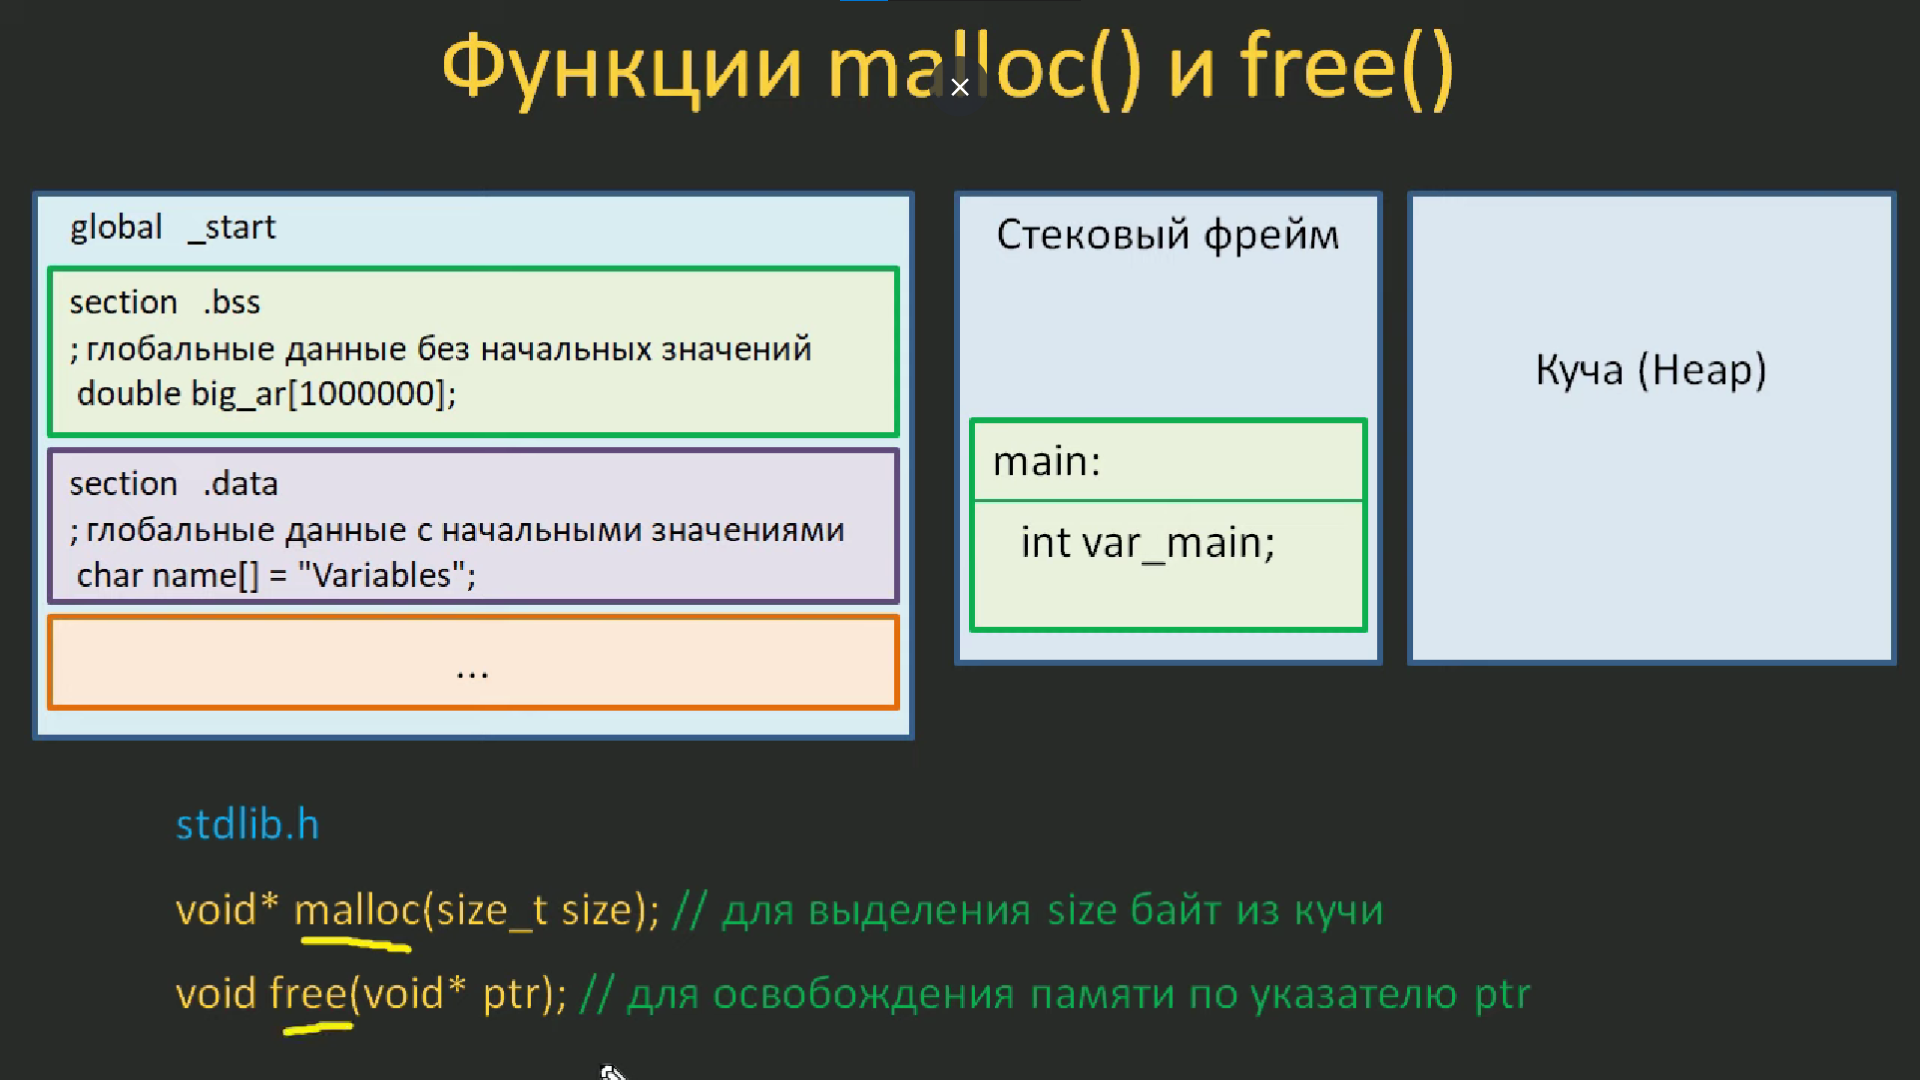 Функции malloc() и free()
global _start
section .bss
; глобальные данные без начальных значений
double big_ar[1000000];
section .data
; глобальные данные с начальными значениями
char name[] = "Variables";
...
Стековый фрейм
main:
int var_main;
Куча (Heap)
stdlib.h
void* malloc(size_t size); // для выделения size байт из кучи
void free(void* ptr); // для освобождения памяти по указателю ptr